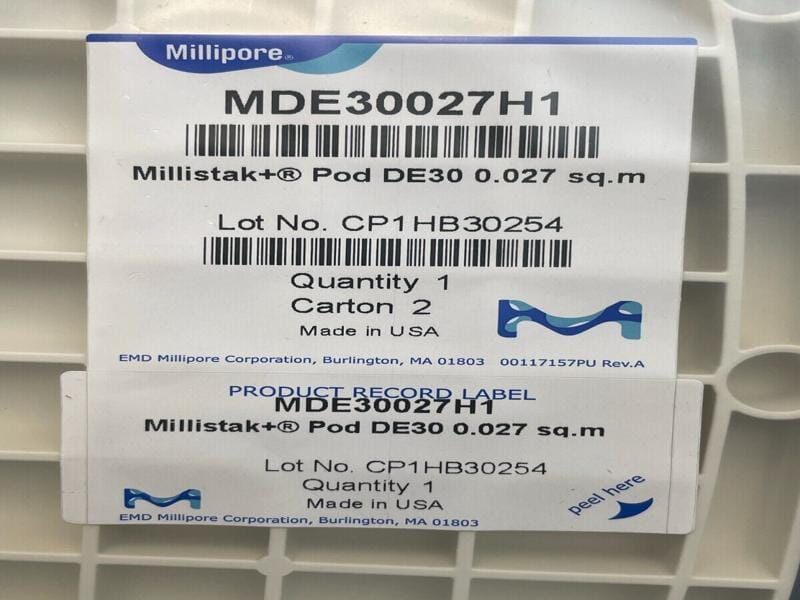 Millipore®
MDE30027H1
Millistak+® Pod DE30 0.027 sq.m
Lot No. CP1HB30254
Quantity 1
Carton 2
Made in USA
EMD Millipore Corporation, Burlington, MA 01803 00117157PU Rev.A
PRODUCT RECORD LABEL
MDE30027H1
Millistak+® Pod DE30 0.027 sq.m
Lot No. CP1HB30254
Quantity 1
Made in USA
peel here
EMD Millipore Corporation, Burlington, MA 01803